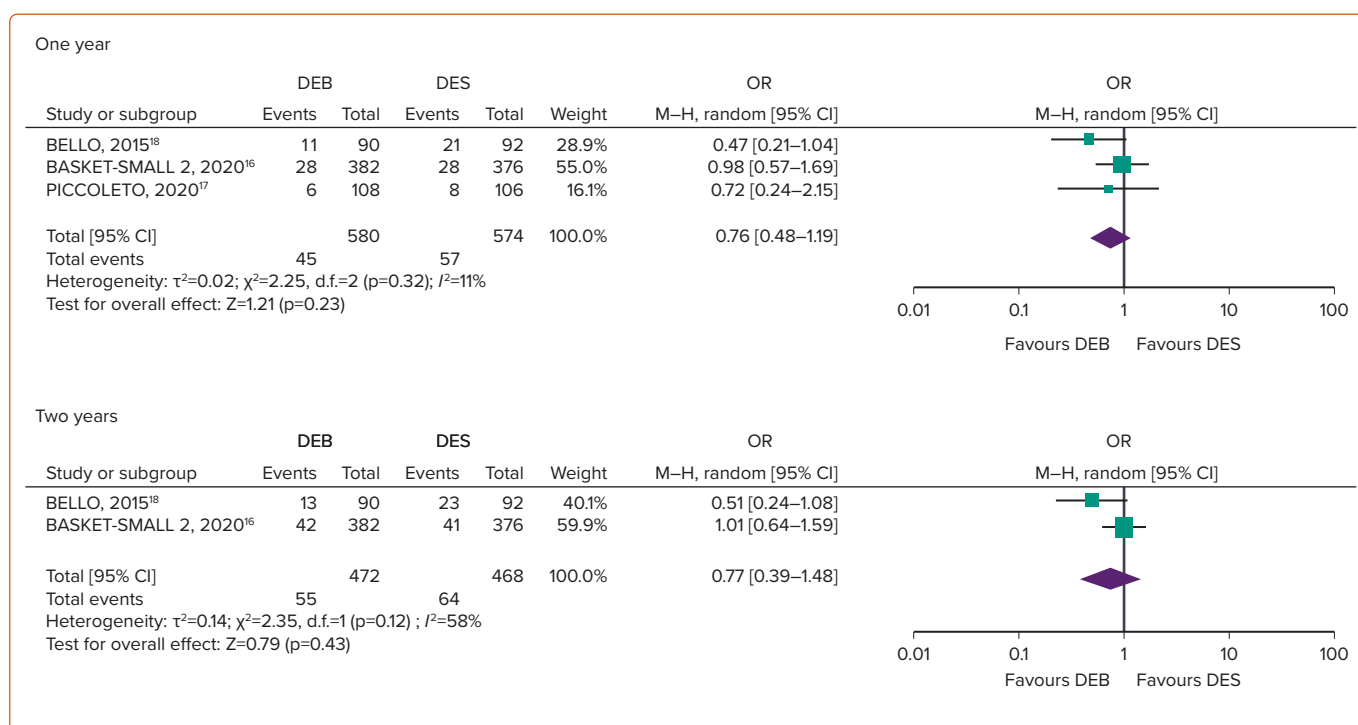 One year
DEB DES OR OR
Study or subgroup Events Total Events Total Weight M–H, random [95% CI] M–H, random [95% CI]
BELLO, 2015¹⁸ 11 90 21 92 28.9% 0.47 [0.21–1.04]
BASKET-SMALL 2, 2020¹⁶ 28 382 28 376 55.0% 0.98 [0.57–1.69]
PICCOLETO, 2020¹⁷ 6 108 8 106 16.1% 0.72 [0.24–2.15]
Total [95% CI] 580 574 100.0% 0.76 [0.48–1.19]
Total events 45 57
Heterogeneity: τ²=0.02; χ²=2.25, d.f.=2 (p=0.32); I²=11%
Test for overall effect: Z=1.21 (p=0.23)
0.01 0.1 1 10 100
Favours DEB Favours DES
Two years
DEB DES OR OR
Study or subgroup Events Total Events Total Weight M–H, random [95% CI] M–H, random [95% CI]
BELLO, 2015¹⁸ 13 90 23 92 40.1% 0.51 [0.24–1.08]
BASKET-SMALL 2, 2020¹⁶ 42 382 41 376 59.9% 1.01 [0.64–1.59]
Total [95% CI] 472 468 100.0% 0.77 [0.39–1.48]
Total events 55 64
Heterogeneity: τ²=0.14; χ²=2.35, d.f.=1 (p=0.12) ; I²=58%
Test for overall effect: Z=0.79 (p=0.43)
0.01 0.1 1 10 100
Favours DEB Favours DES